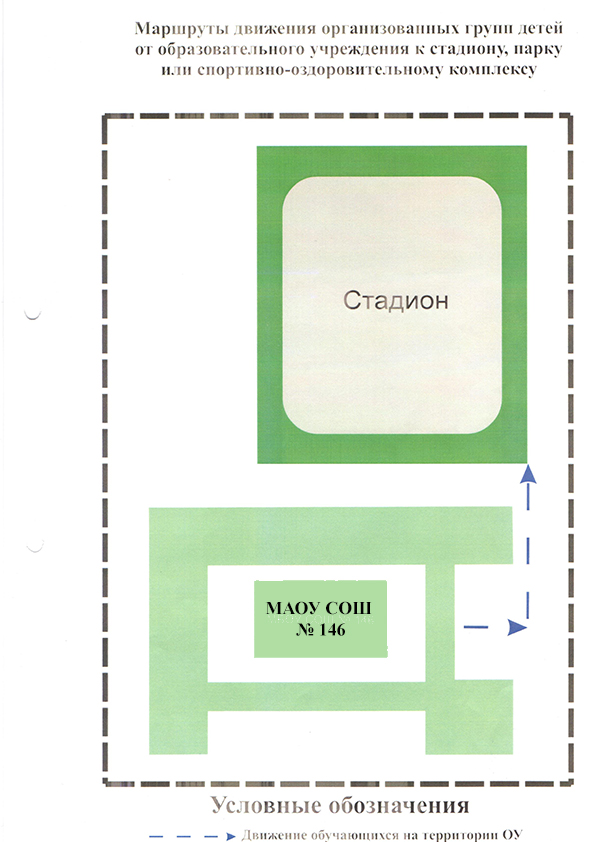 Маршруты движения организованных групп детей
от образовательного учреждения к стадиону, парку
или спортивно-оздоровительному комплексу
Стадион
МАОУ СОШ
№ 146
Условные обозначения
Движение обучающихся на территории ОУ